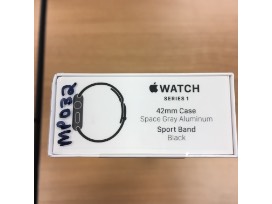 MP032
WATCH
SERIES 1
42mm Case
Space Gray Aluminum
Sport Band
Black